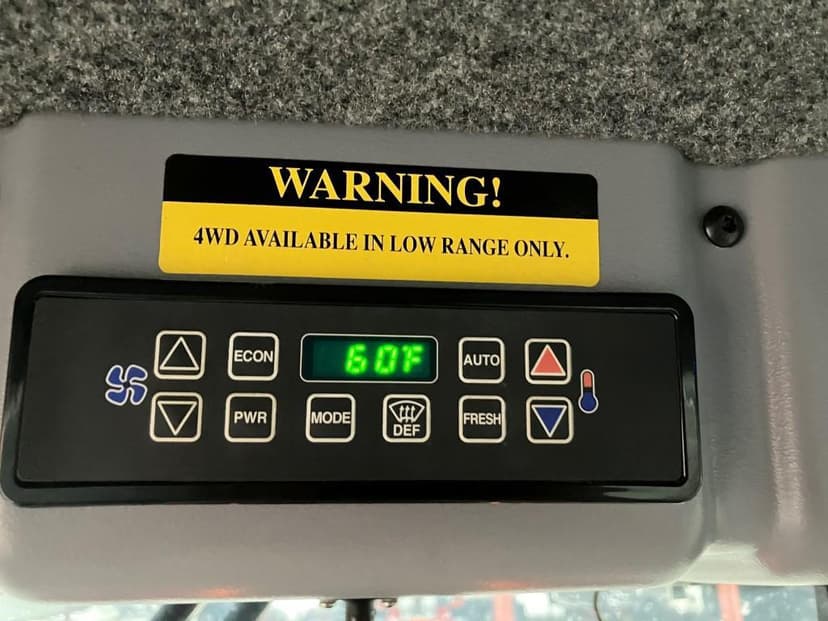 WARNING!
4WD AVAILABLE IN LOW RANGE ONLY.
ECON
60°F
AUTO
PWR
MODE
DEF
FRESH